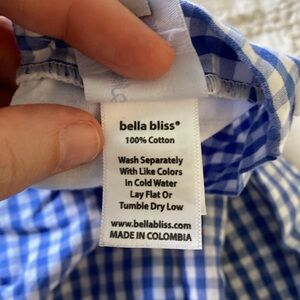 bella bliss®
100% Cotton
Wash Separately
With Like Colors
in Cold Water
Lay Flat Or
Tumble Dry Low
www.bellabliss.com
MADE IN COLOMBIA